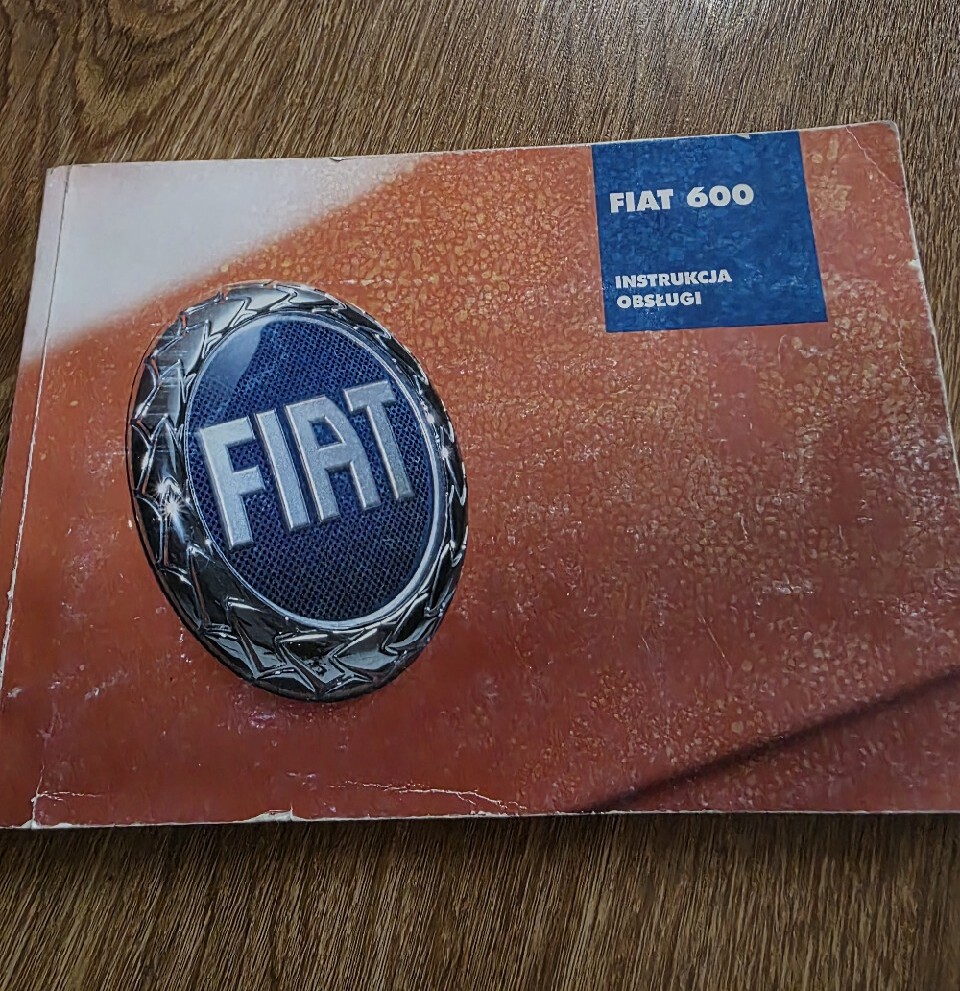 FIAT 600
INSTRUKCJA
OBSŁUGI
FIAT